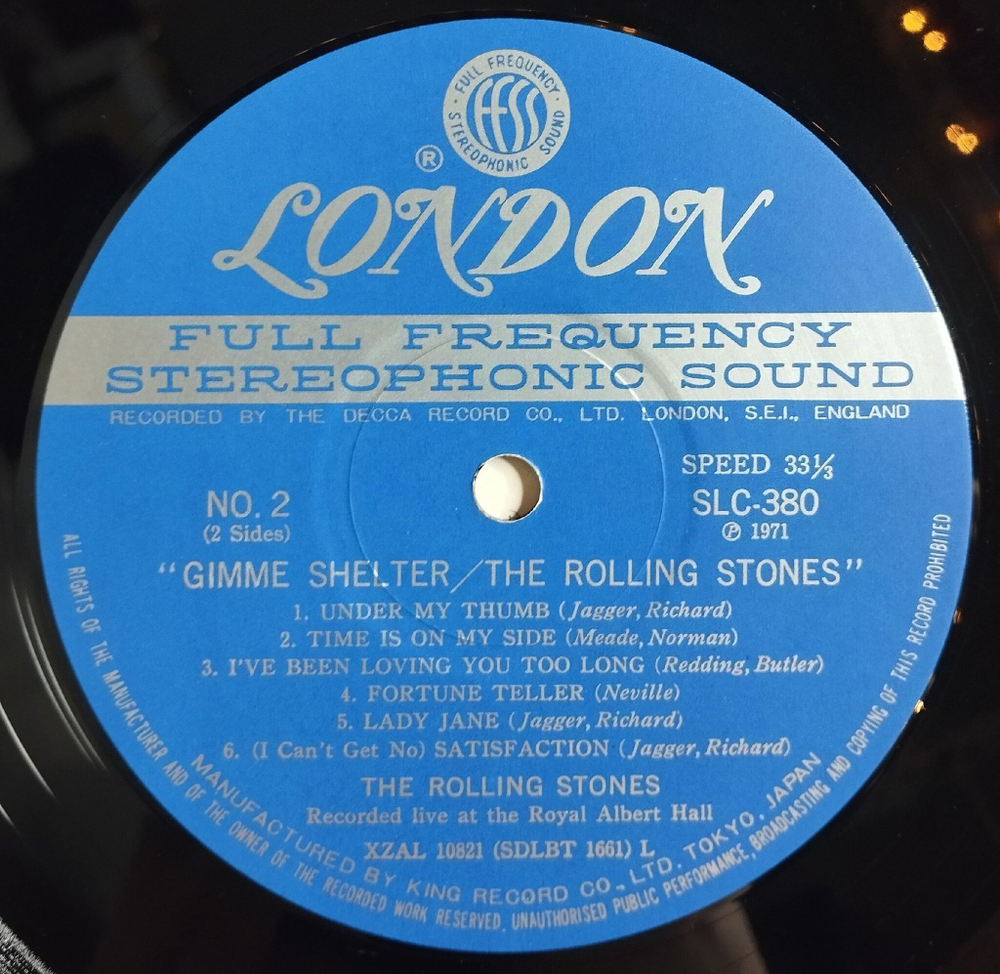 FULL FREQUENCY
STEREOPHONIC SOUND
FFSS
®
LONDON
FULL FREQUENCY
STEREOPHONIC SOUND
RECORDED BY THE DECCA RECORD CO., LTD. LONDON, S.E.I., ENGLAND
SPEED 33⅓
NO. 2
SLC-380
(2 Sides)
℗ 1971
"GIMME SHELTER/THE ROLLING STONES"
1. UNDER MY THUMB (Jagger, Richard)
2. TIME IS ON MY SIDE (Meade, Norman)
3. I'VE BEEN LOVING YOU TOO LONG (Redding, Butler)
4. FORTUNE TELLER (Neville)
5. LADY JANE (Jagger, Richard)
6. (I Can't Get No) SATISFACTION (Jagger, Richard)
THE ROLLING STONES
Recorded live at the Royal Albert Hall
XZAL 10821 (SDLBT 1661) L
MANUFACTURED BY KING RECORD CO., LTD. TOKYO, JAPAN
ALL RIGHTS OF THE MANUFACTURER AND OF THE OWNER OF THE RECORDED WORK RESERVED, UNAUTHORISED PUBLIC PERFORMANCE, BROADCASTING AND COPYING OF THIS RECORD PROHIBITED